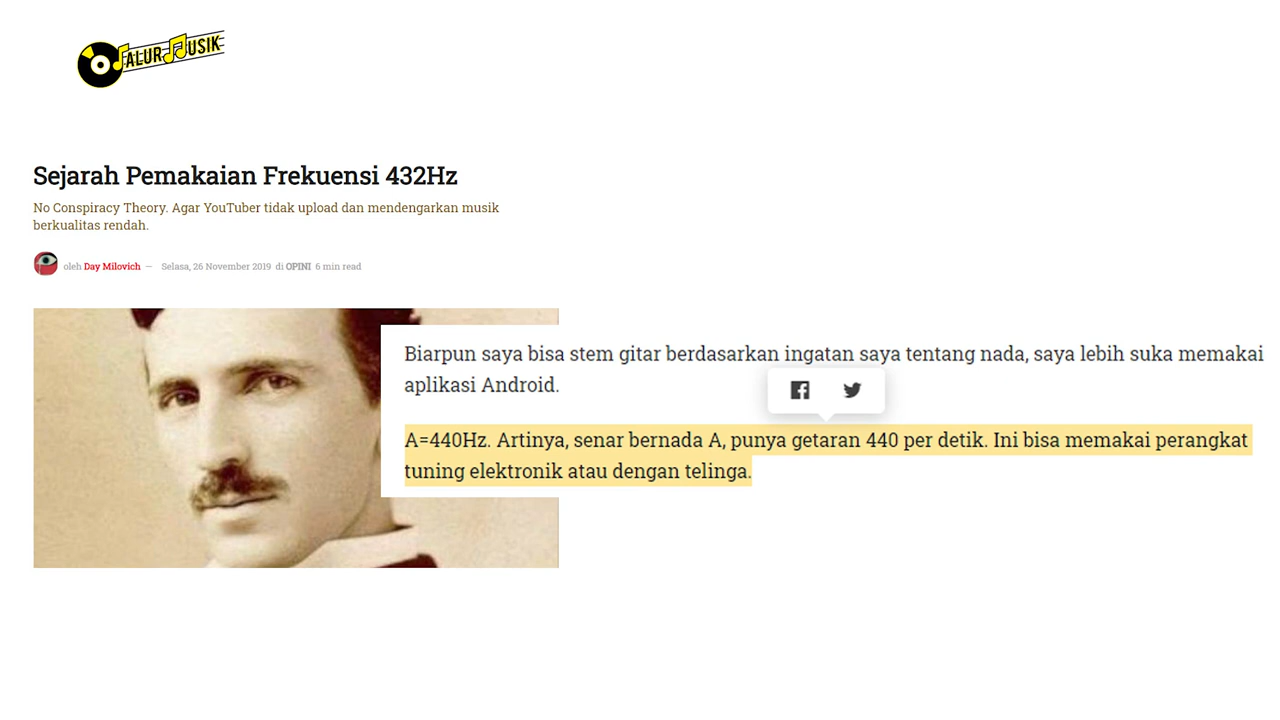 JALUR MUSIK
Sejarah Pemakaian Frekuensi 432Hz
No Conspiracy Theory. Agar YouTuber tidak upload dan mendengarkan musik
berkualitas rendah.
oleh Day Milovich — Selasa, 26 November 2019 di OPINI 6 min read
Biarpun saya bisa stem gitar berdasarkan ingatan saya tentang nada, saya lebih suka memakai
aplikasi Android.
A=440Hz. Artinya, senar bernada A, punya getaran 440 per detik. Ini bisa memakai perangkat
tuning elektronik atau dengan telinga.